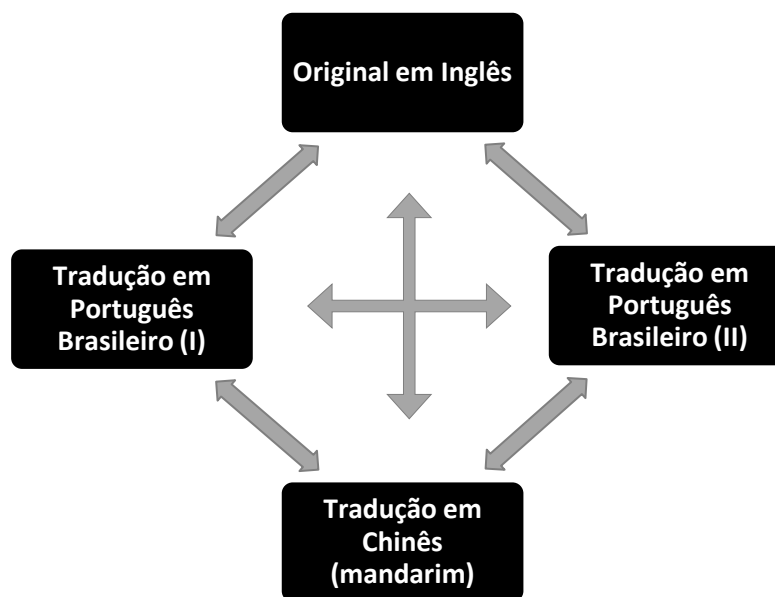 Original em Inglês
Tradução em
Português
Brasileiro (I)
Tradução em
Português
Brasileiro (II)
Tradução em
Chinês
(mandarim)